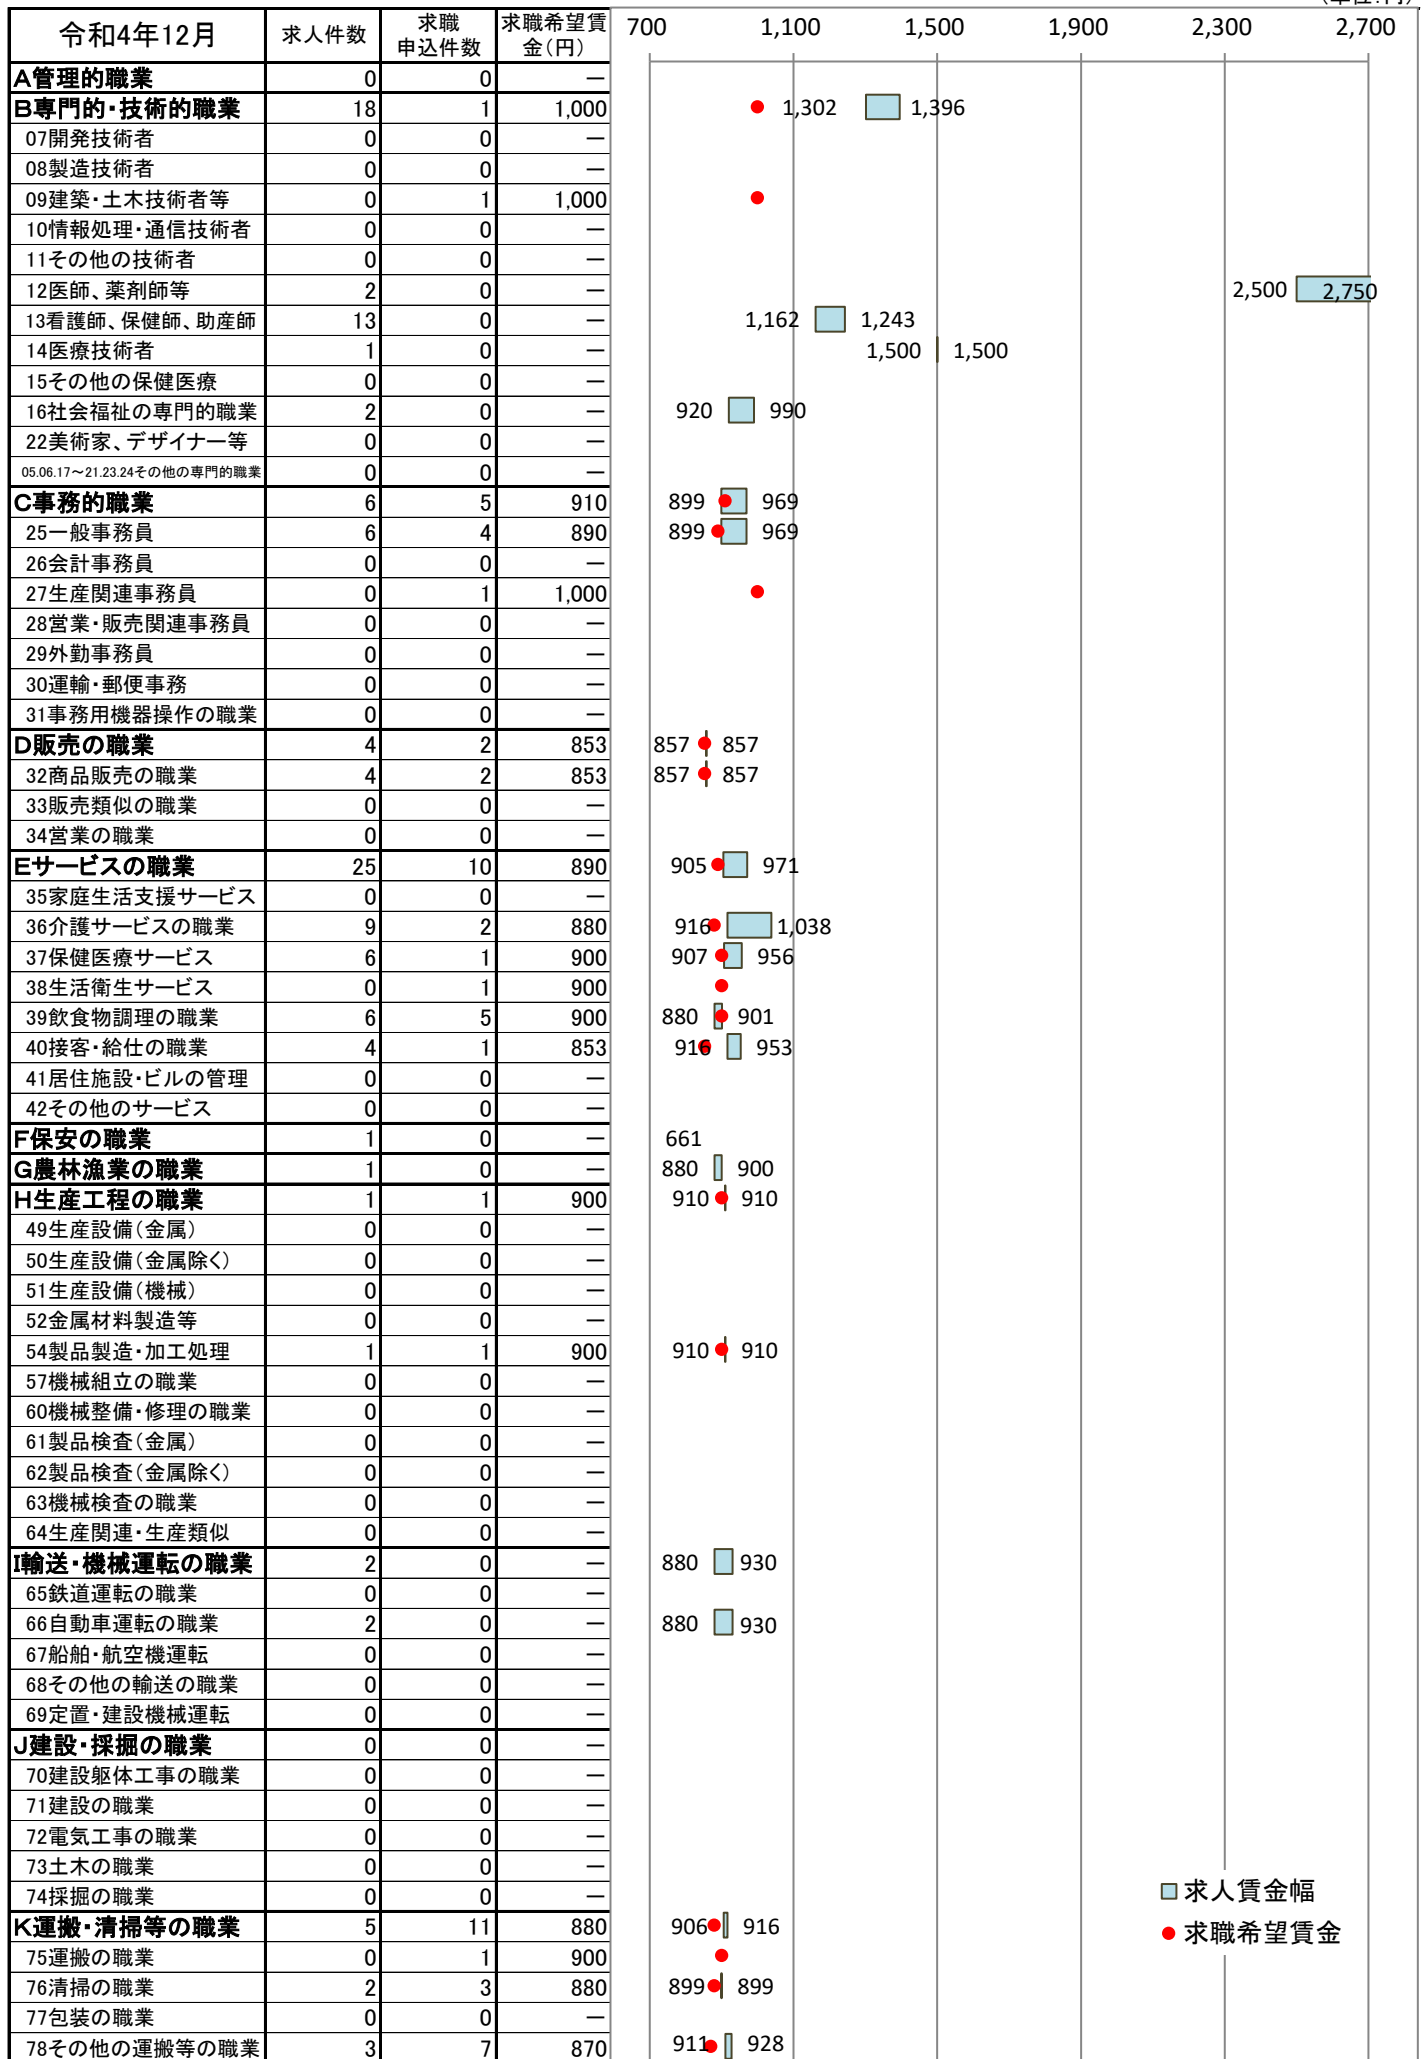 (単位:円)
令和4年12月 求人件数 求職申込件数 求職希望賃金(円) 700 1,100 1,500 1,900 2,300 2,700
A管理的職業 0 0 －
B専門的・技術的職業 18 1 1,000 1,302 1,396
07開発技術者 0 0 －
08製造技術者 0 0 －
09建築・土木技術者等 0 1 1,000
10情報処理・通信技術者 0 0 －
11その他の技術者 0 0 －
12医師、薬剤師等 2 0 － 2,500 2,750
13看護師、保健師、助産師 13 0 － 1,162 1,243
14医療技術者 1 0 － 1,500 1,500
15その他の保健医療 0 0 －
16社会福祉の専門的職業 2 0 － 920 990
22美術家、デザイナー等 0 0 －
05.06.17～21.23.24その他の専門的職業 0 0 －
C事務的職業 6 5 910 899 969
25一般事務員 6 4 890 899 969
26会計事務員 0 0 －
27生産関連事務員 0 1 1,000
28営業・販売関連事務員 0 0 －
29外勤事務員 0 0 －
30運輸・郵便事務 0 0 －
31事務用機器操作の職業 0 0 －
D販売の職業 4 2 853 857 857
32商品販売の職業 4 2 853 857 857
33販売類似の職業 0 0 －
34営業の職業 0 0 －
Eサービスの職業 25 10 890 905 971
35家庭生活支援サービス 0 0 －
36介護サービスの職業 9 2 880 916 1,038
37保健医療サービス 6 1 900 907 956
38生活衛生サービス 0 1 900
39飲食物調理の職業 6 5 900 880 901
40接客・給仕の職業 4 1 853 916 953
41居住施設・ビルの管理 0 0 －
42その他のサービス 0 0 －
F保安の職業 1 0 － 661
G農林漁業の職業 1 0 － 880 900
H生産工程の職業 1 1 900 910 910
49生産設備(金属) 0 0 －
50生産設備(金属除く) 0 0 －
51生産設備(機械) 0 0 －
52金属材料製造等 0 0 －
54製品製造・加工処理 1 1 900 910 910
57機械組立の職業 0 0 －
60機械整備・修理の職業 0 0 －
61製品検査(金属) 0 0 －
62製品検査(金属除く) 0 0 －
63機械検査の職業 0 0 －
64生産関連・生産類似 0 0 －
I輸送・機械運転の職業 2 0 － 880 930
65鉄道運転の職業 0 0 －
66自動車運転の職業 2 0 － 880 930
67船舶・航空機運転 0 0 －
68その他の輸送の職業 0 0 －
69定置・建設機械運転 0 0 －
J建設・採掘の職業 0 0 －
70建設躯体工事の職業 0 0 －
71建設の職業 0 0 －
72電気工事の職業 0 0 －
73土木の職業 0 0 －
74採掘の職業 0 0 －
求人賃金幅
K運搬・清掃等の職業 5 11 880 906 916
求職希望賃金
75運搬の職業 0 1 900
76清掃の職業 2 3 880 899 899
77包装の職業 0 0 －
78その他の運搬等の職業 3 7 870 911 928